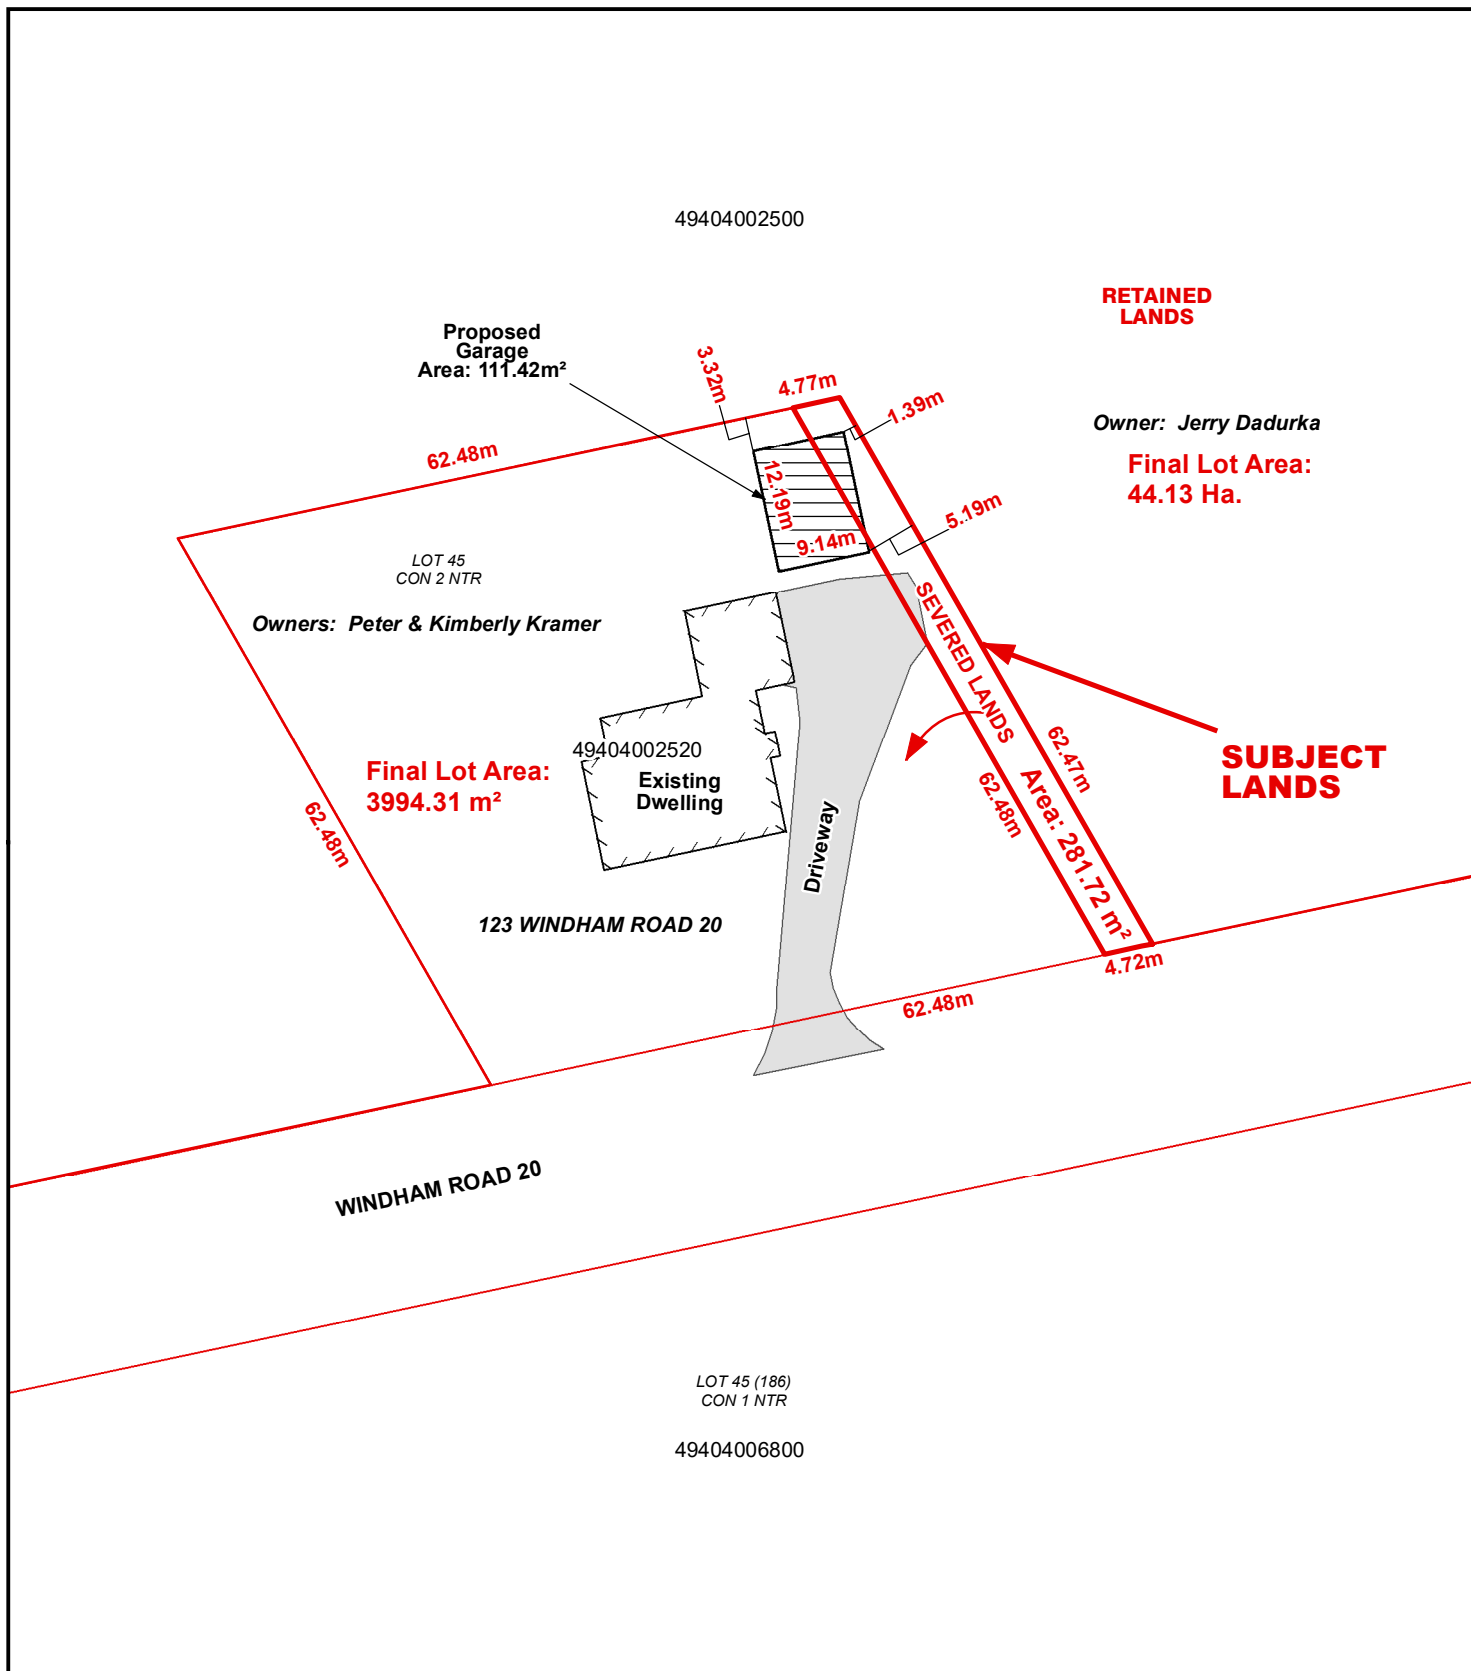 49404002500
RETAINED
LANDS
Proposed
Garage
Area: 111.42m²
3.32m
4.77m
1.39m
Owner: Jerry Dadurka
62.48m
Final Lot Area:
44.13 Ha.
12.19m
5.19m
9.14m
LOT 45
CON 2 NTR
Owners: Peter & Kimberly Kramer
SEVERED LANDS
49404002520
Final Lot Area:
3994.31 m²
Existing
Dwelling
62.47m
SUBJECT
LANDS
62.48m
62.48m
Area: 281.72 m²
Driveway
123 WINDHAM ROAD 20
4.72m
62.48m
WINDHAM ROAD 20
LOT 45 (186)
CON 1 NTR
49404006800